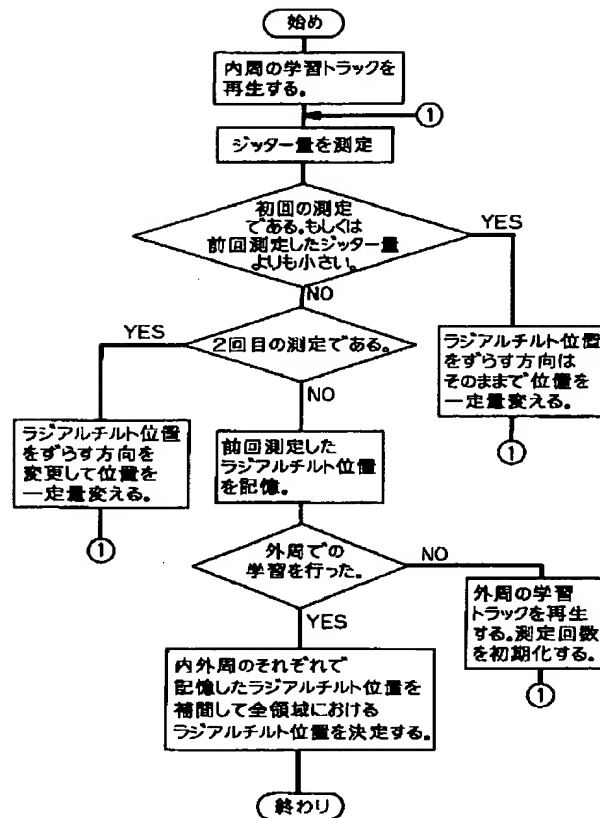 始め
内周の学習トラックを
再生する。
①
ジッター量を測定
初回の測定
である。もしくは
前回測定したジッター量
よりも小さい。
YES
NO
2回目の測定である。
YES
NO
ラジアルチルト位置
をずらす方向は
そのままで位置を
一定量変える。
①
ラジアルチルト位置
をずらす方向を
変更して位置を
一定量変える。
①
前回測定した
ラジアルチルト位置
を記憶。
外周での
学習を行った。
NO
YES
外周の学習
トラックを再生
する。測定回数
を初期化する。
①
内外周のそれぞれで
記憶したラジアルチルト位置を
補間して全領域における
ラジアルチルト位置を決定する。
終わり